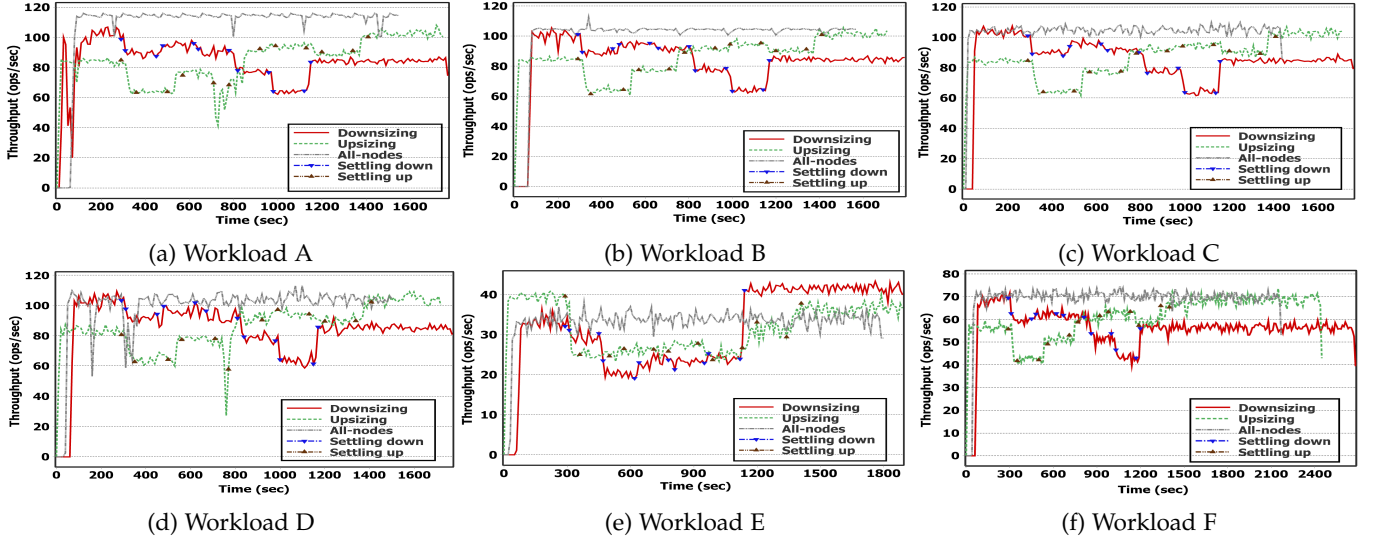 120
100
80
60
40
20
0
Throughput (ops/sec)
Downsizing
Upsizing
All-nodes
Settling down
Settling up
0 200 400 600 800 1000 1200 1400 1600
Time (sec)
(a) Workload A
120
100
80
60
40
20
0
Throughput (ops/sec)
Downsizing
Upsizing
All-nodes
Settling down
Settling up
0 200 400 600 800 1000 1200 1400 1600
Time (sec)
(b) Workload B
120
100
80
60
40
20
0
Throughput (ops/sec)
Downsizing
Upsizing
All-nodes
Settling down
Settling up
0 200 400 600 800 1000 1200 1400 1600
Time (sec)
(c) Workload C
120
100
80
60
40
20
0
Throughput (ops/sec)
Downsizing
Upsizing
All-nodes
Settling down
Settling up
0 200 400 600 800 1000 1200 1400 1600
Time (sec)
(d) Workload D
40
30
20
10
0
Throughput (ops/sec)
Downsizing
Upsizing
All-nodes
Settling down
Settling up
0 300 600 900 1200 1500 1800
Time (sec)
(e) Workload E
80
70
60
50
40
30
20
10
0
Throughput (ops/sec)
Downsizing
Upsizing
All-nodes
Settling down
Settling up
0 300 600 900 1200 1500 1800 2100 2400
Time (sec)
(f) Workload F